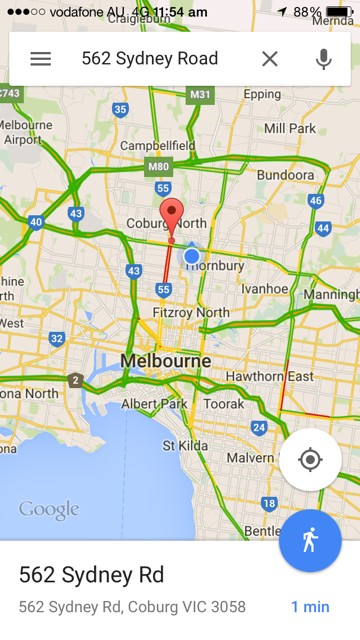 vodafone AU 4G 11:54 am 88%
Craigieburn
Mernda
562 Sydney Road
C743
M31
Epping
35
Melbourne
Airport
Mill Park
Campbellfield
M80
Bundoora
55
46
43
40
Coburg North
44
Thornbury
43
Ivanhoe
55
Manning
Fitzroy North
32
West
Melbourne
2
Hawthorn East
ona North
Albert Park
Toorak
24
St Kilda
Malvern
18
Google
Bentle
562 Sydney Rd
562 Sydney Rd, Coburg VIC 3058
1 min